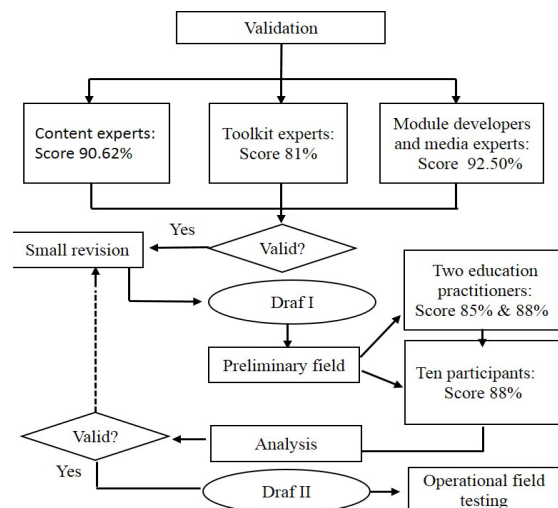 Validation
Content experts:
Score 90.62%
Toolkit experts:
Score 81%
Module developers
and media experts:
Score 92.50%
Yes
Valid?
Small revision
Draf I
Two education
practitioners:
Score 85% & 88%
Preliminary field
Ten participants:
Score 88%
Valid?
Analysis
Yes
Draf II
Operational field
testing